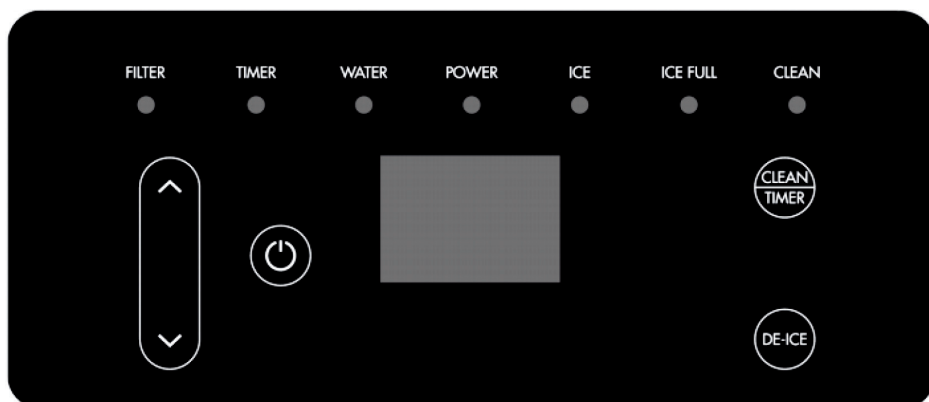 FILTER TIMER WATER POWER ICE ICE FULL CLEAN
CLEAN
TIMER
DE-ICE